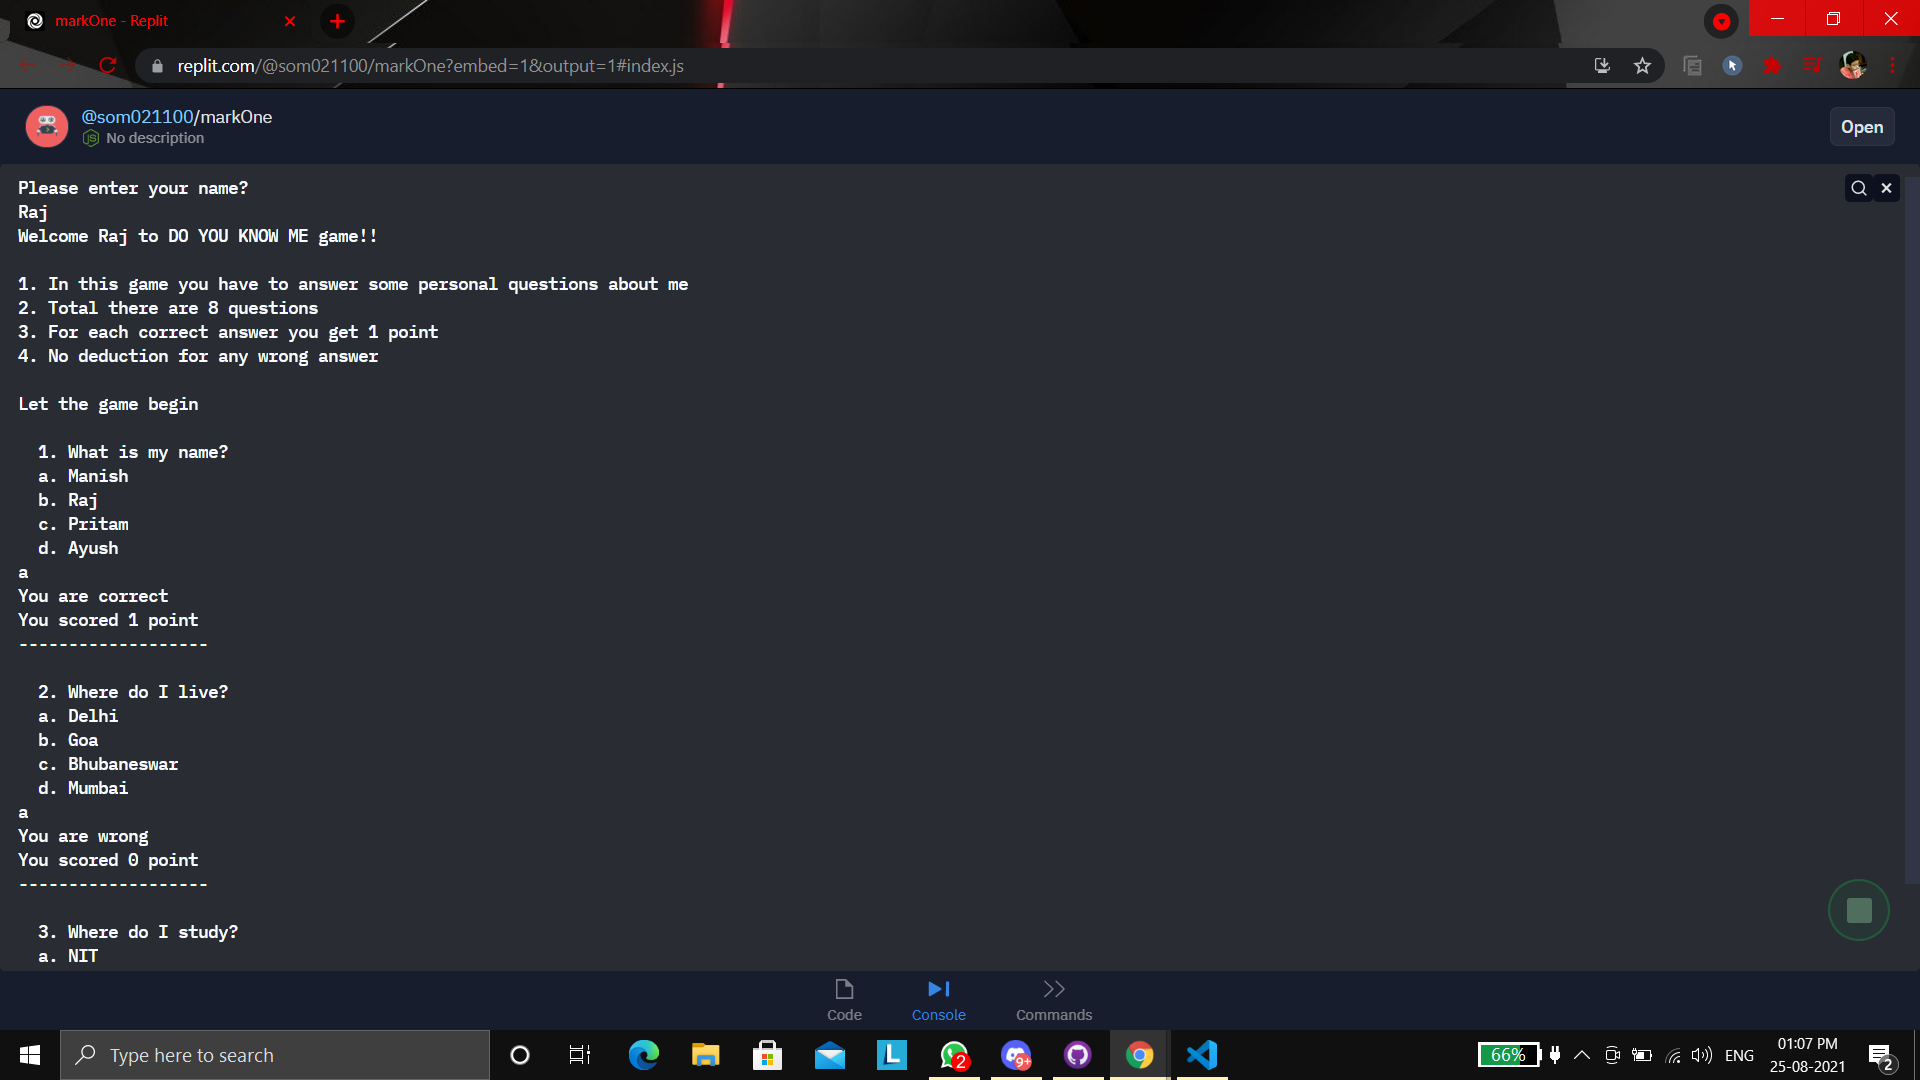 markOne - Replit
replit.com/@som021100/markOne?embed=1&output=1#index.js
@som021100/markOne
No description
Open
Please enter your name?
Raj
Welcome Raj to DO YOU KNOW ME game!!
1. In this game you have to answer some personal questions about me
2. Total there are 8 questions
3. For each correct answer you get 1 point
4. No deduction for any wrong answer
Let the game begin
1. What is my name?
a. Manish
b. Raj
c. Pritam
d. Ayush
a
You are correct
You scored 1 point
-------------------
2. Where do I live?
a. Delhi
b. Goa
c. Bhubaneswar
d. Mumbai
a
You are wrong
You scored 0 point
-------------------
3. Where do I study?
a. NIT
Code
Console
Commands
Type here to search
L
2
9+
66%
ENG
01:07 PM
25-08-2021
2